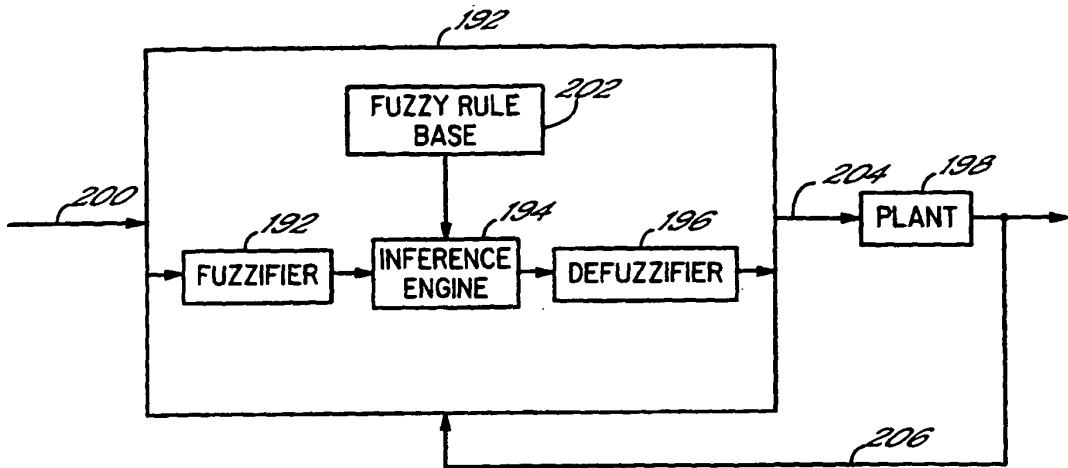 192
FUZZY RULE
BASE
202
200
204
198
PLANT
192
FUZZIFIER
194
INFERENCE
ENGINE
196
DEFUZZIFIER
206